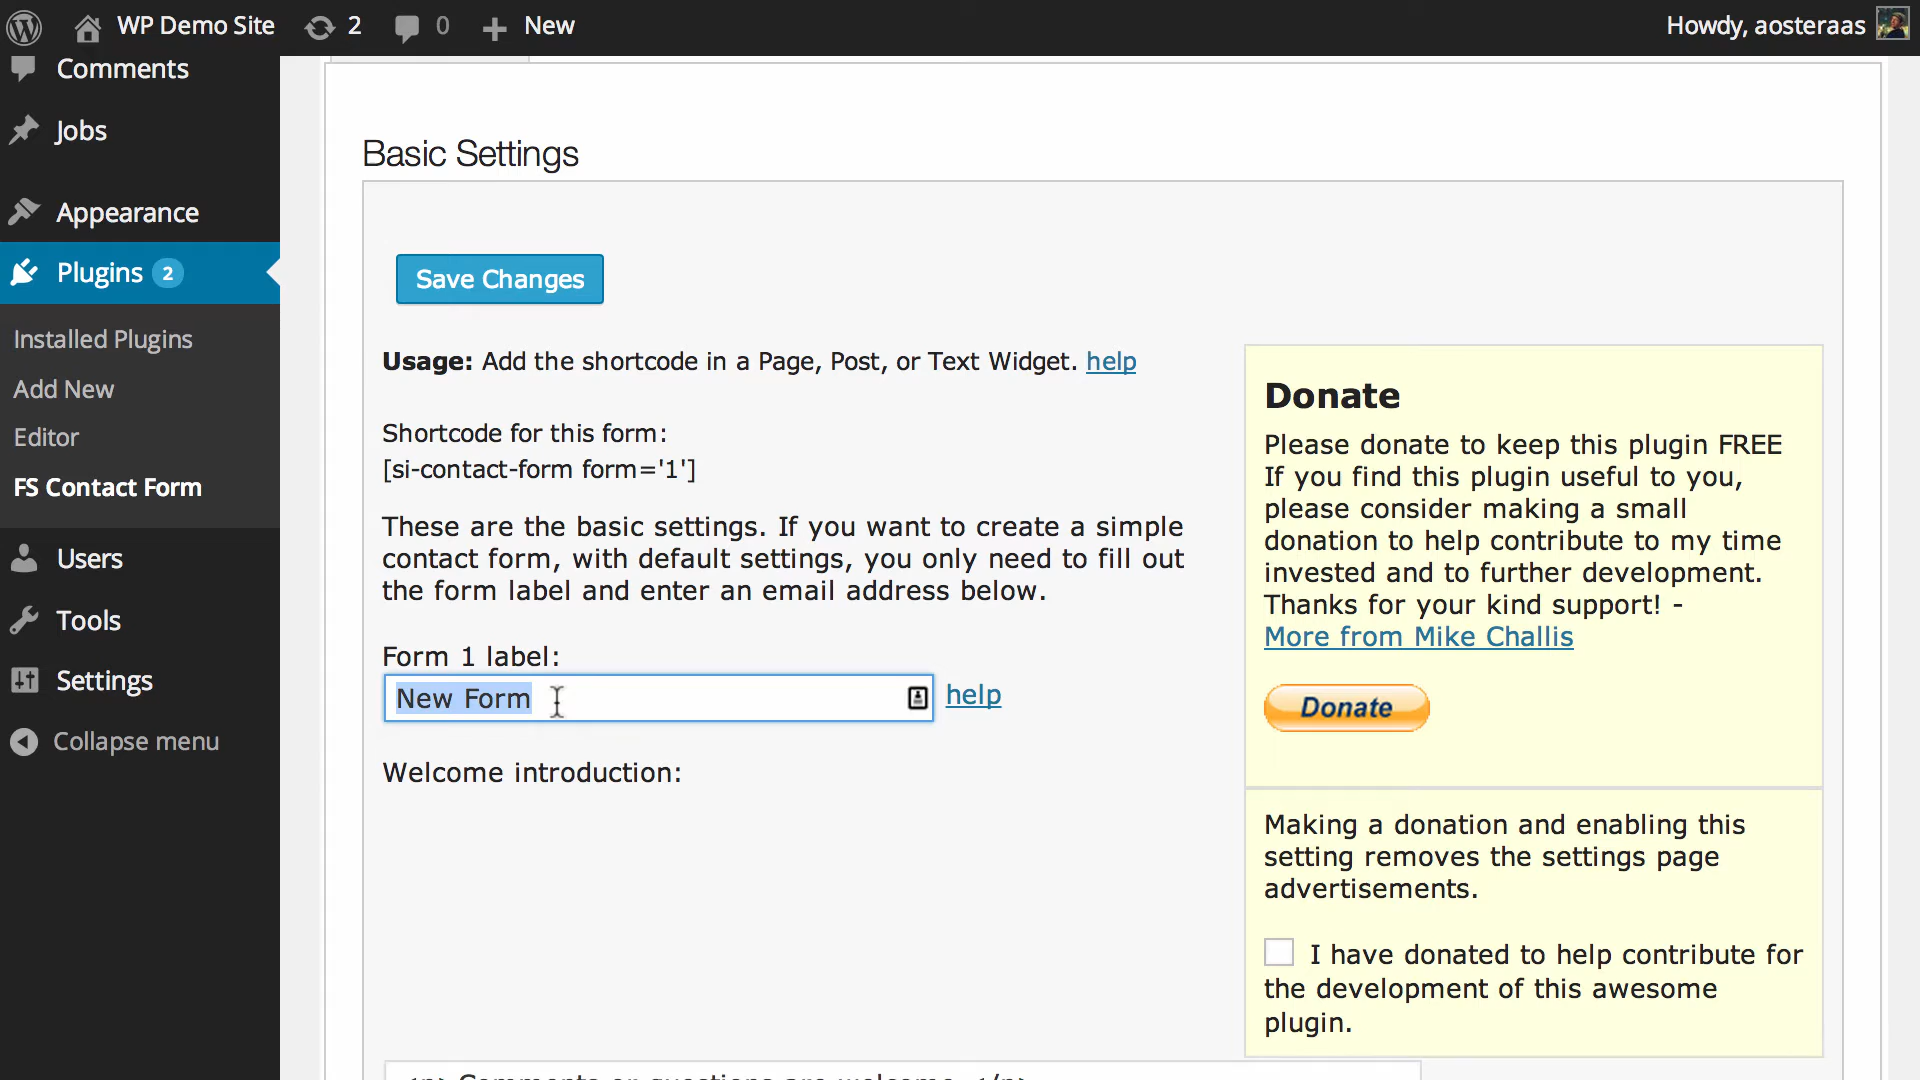 WP Demo Site 2 0 New Howdy, aosteraas
Comments
Jobs
Appearance
Plugins 2
Installed Plugins
Add New
Editor
FS Contact Form
Users
Tools
Settings
Collapse menu
Basic Settings
Save Changes
Usage: Add the shortcode in a Page, Post, or Text Widget. help
Shortcode for this form:
[si-contact-form form='1']
These are the basic settings. If you want to create a simple
contact form, with default settings, you only need to fill out
the form label and enter an email address below.
Form 1 label:
New Form help
Welcome introduction:
<p> Comments or questions are welcome. </p>
Donate
Please donate to keep this plugin FREE
If you find this plugin useful to you,
please consider making a small
donation to help contribute to my time
invested and to further development.
Thanks for your kind support! -
More from Mike Challis
Donate
Making a donation and enabling this
setting removes the settings page
advertisements.
I have donated to help contribute for
the development of this awesome
plugin.